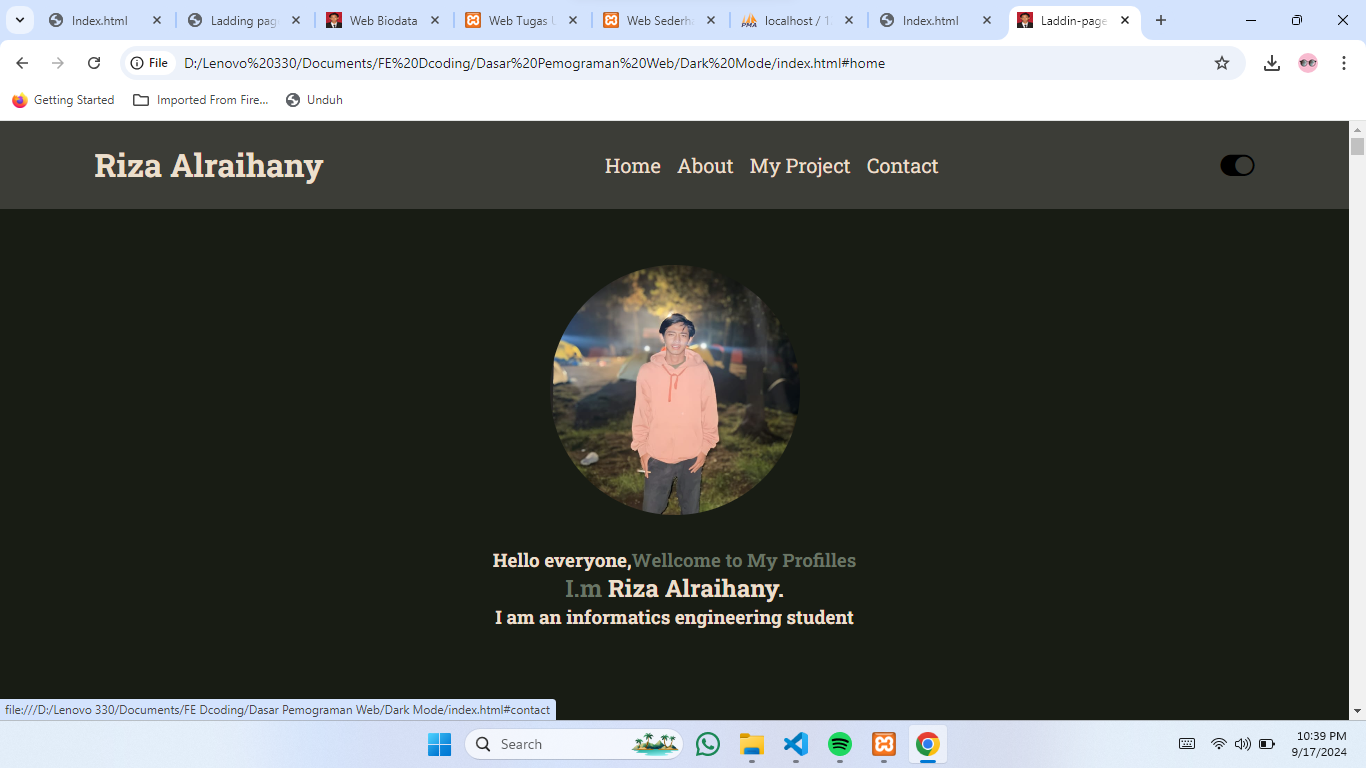 Index.html
Ladding pag
Web Biodata
Web Tugas U
Web Sederha
PMA
localhost / 1
Index.html
Laddin-page
File
D:/Lenovo%20330/Documents/FE%20Dcoding/Dasar%20Pemograman%20Web/Dark%20Mode/index.html#home
Getting Started
Imported From Fire...
Unduh
Riza Alraihany
Home
About
My Project
Contact
Hello everyone,Wellcome to My Profilles
I.m Riza Alraihany.
I am an informatics engineering student
file:///D:/Lenovo 330/Documents/FE Dcoding/Dasar Pemograman Web/Dark Mode/index.html#contact
Search
10:39 PM
9/17/2024